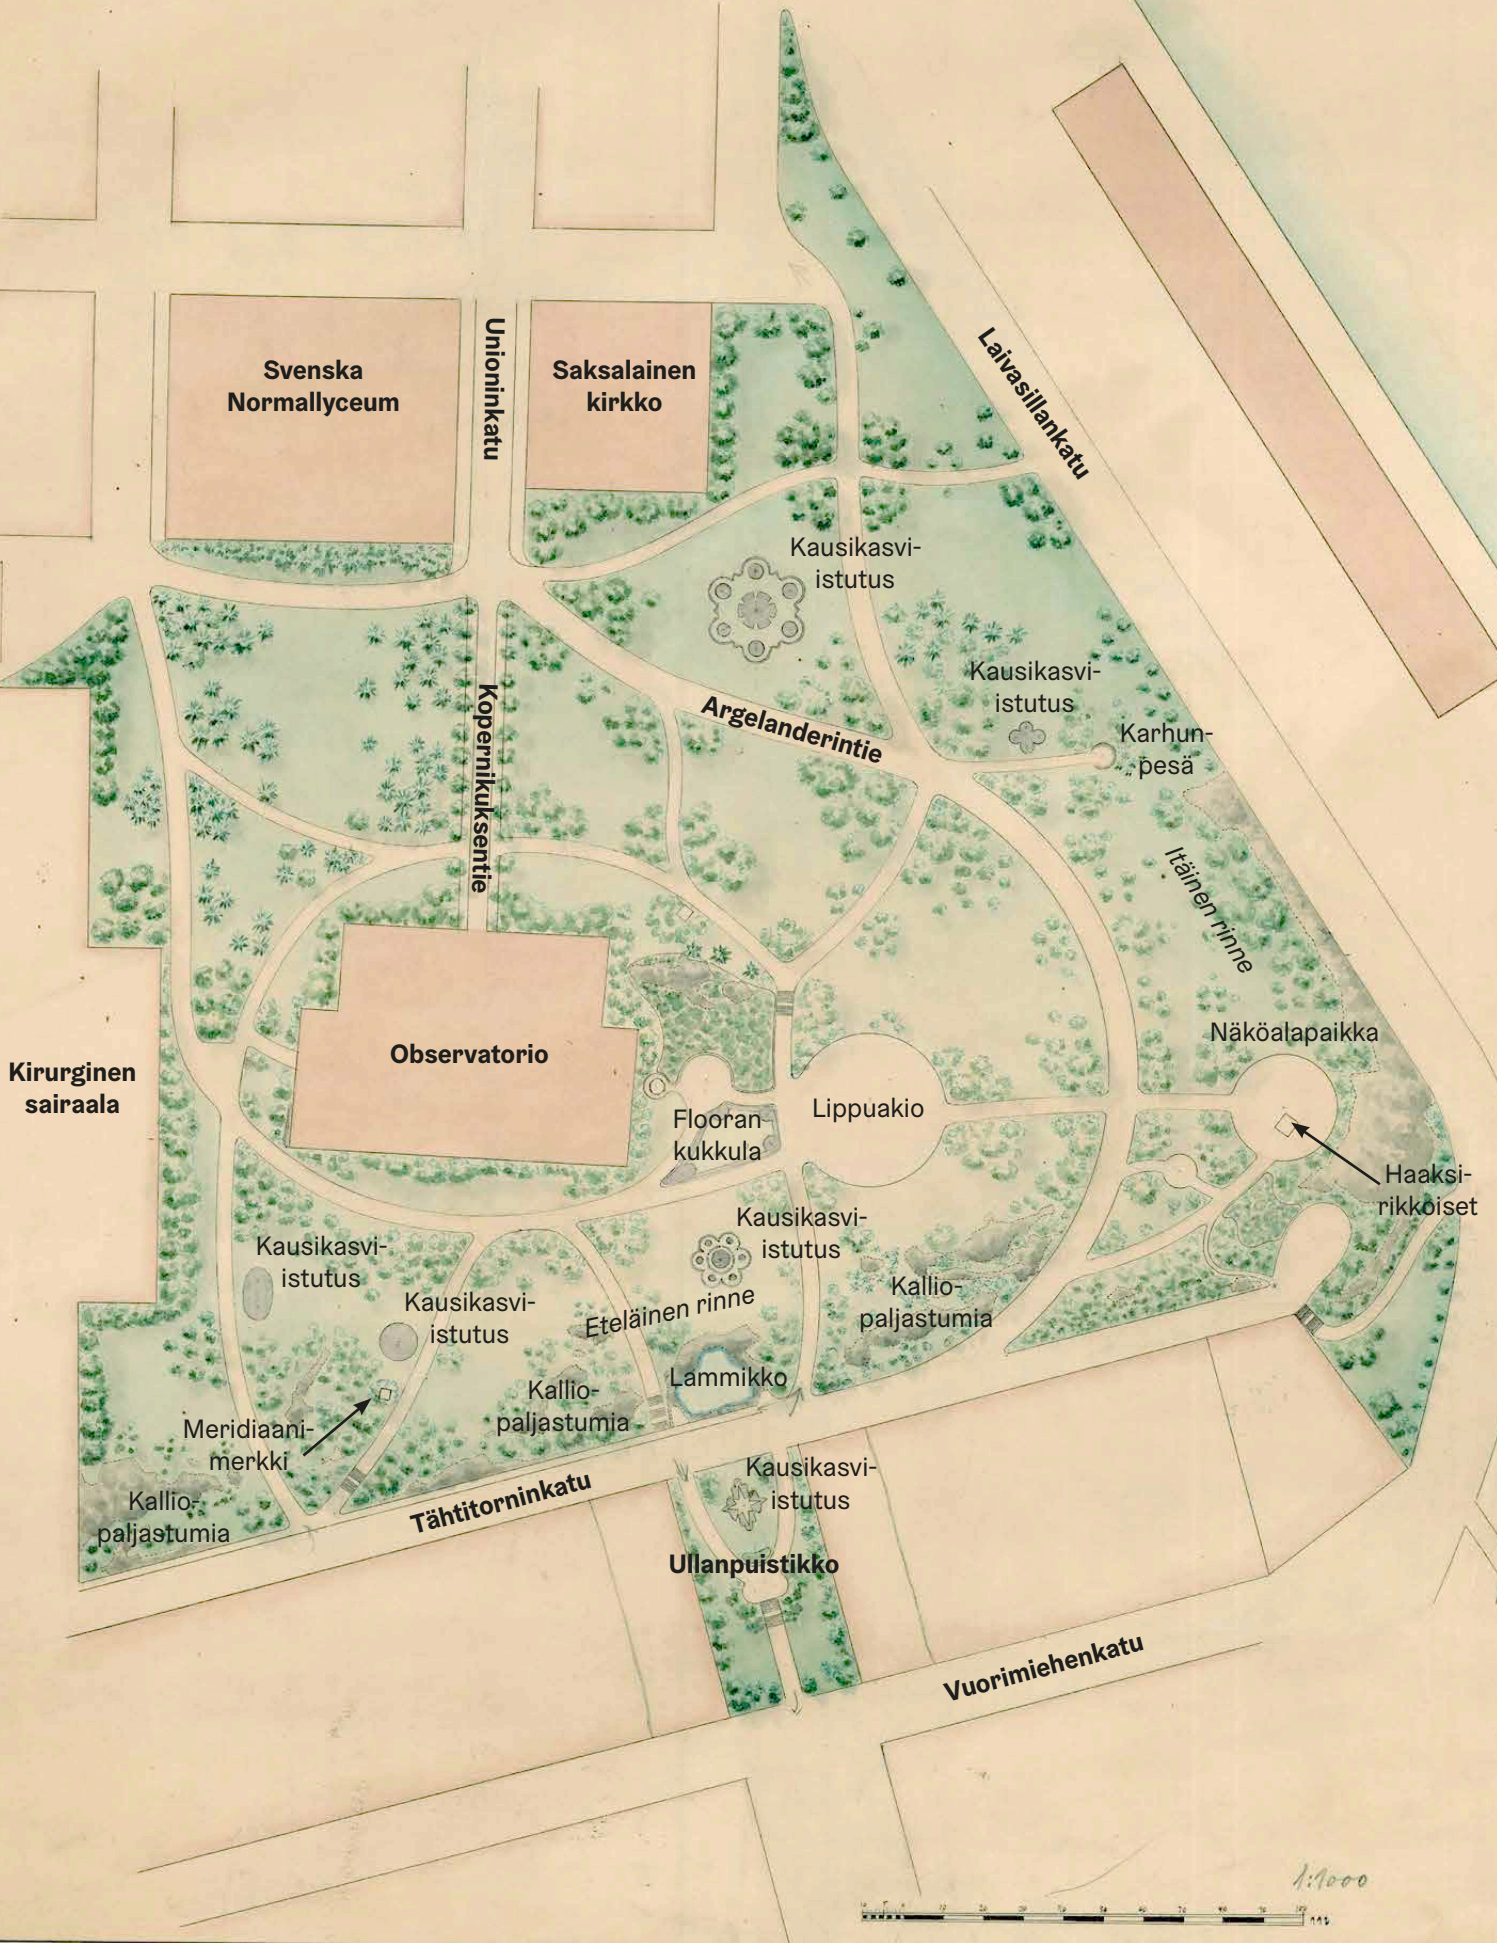 Svenska
Normallyceum
Unioninkatu
Saksalainen
kirkko
Laivasillankatu
Kausikasvi-
istutus
Kausikasvi-
istutus
Karhun-
pesä
Argelanderintie
Kopernikuksentie
Itäinen rinne
Näköalapaikka
Observatorio
Kirurginen
sairaala
Flooran
kukkula
Lippuakio
Haaksi-
rikkoiset
Kausikasvi-
istutus
Kausikasvi-
istutus
Kausikasvi-
istutus
Eteläinen rinne
Kallio-
paljastumia
Lammikko
Kallio-
paljastumia
Meridiaani-
merkki
Kallio-
paljastumia
Tähtitorninkatu
Kausikasvi-
istutus
Ullanpuistikko
Vuorimiehenkatu
1:1000